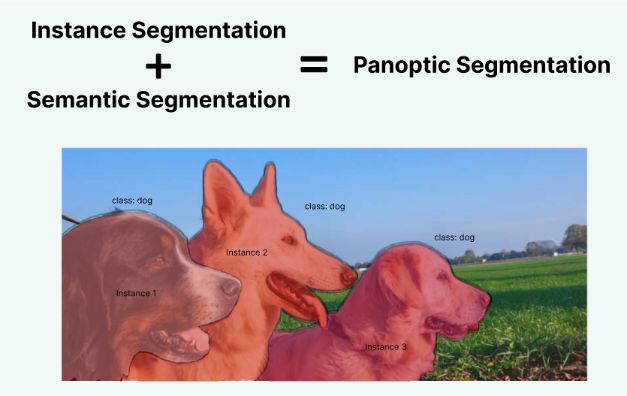 Instance Segmentation
+
=
Panoptic Segmentation
Semantic Segmentation
class: dog
class: dog
class: dog
Instance 2
Instance 1
Instance 3